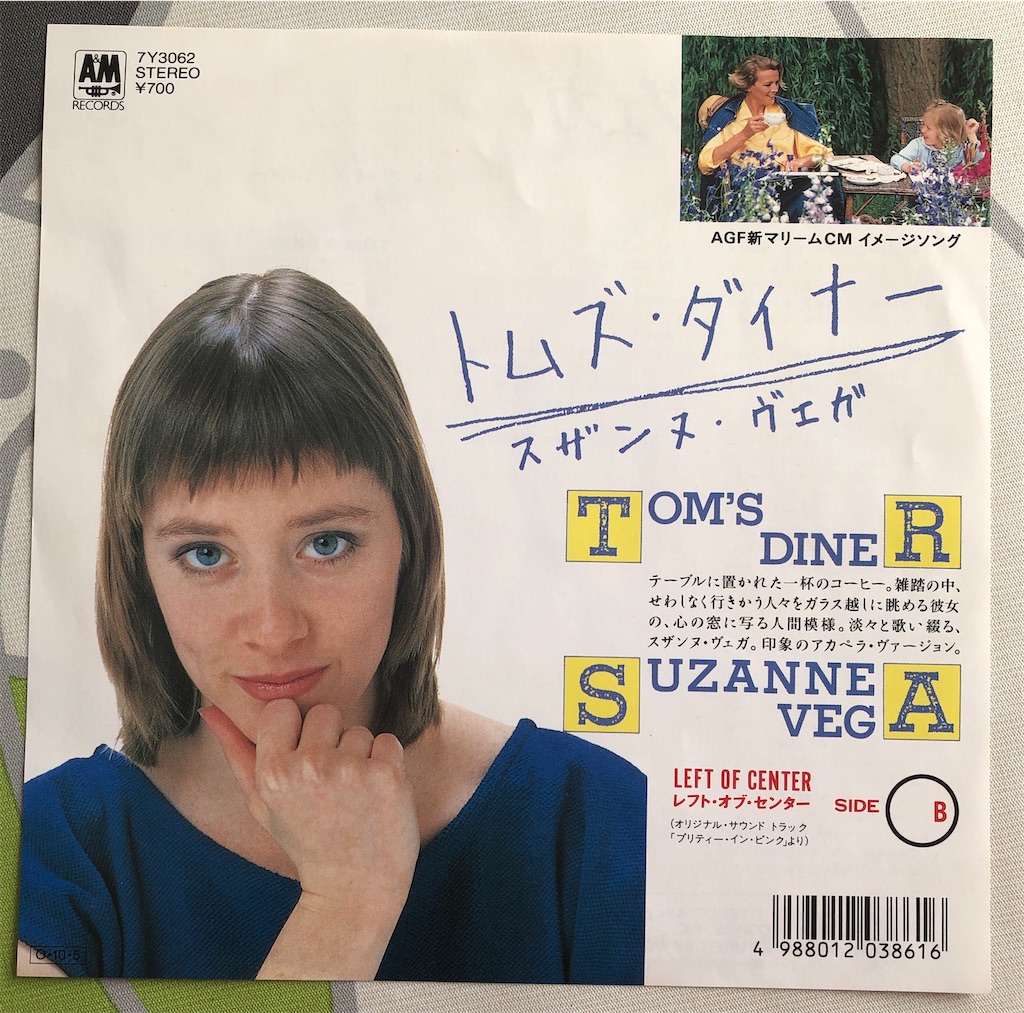 A&M
RECORDS
7Y3062
STEREO
¥700
AGF新マリームCM イメージソング
トムズ・ダイナー
スザンヌ・ヴェガ
TOM'S
DINER
テーブルに置かれた一杯のコーヒー。雑踏の中、
せわしなく行きかう人々をガラス越しに眺める彼女
の、心の窓に写る人間模様。淡々と歌い綴る、
スザンヌ・ヴェガ。印象のアカペラ・ヴァージョン。
SUZANNE
VEGA
LEFT OF CENTER
レフト・オブ・センター
(オリジナル・サウンド トラック
「プリティー・イン・ピンク」より)
SIDE B
4 988012 038616
O-10-5